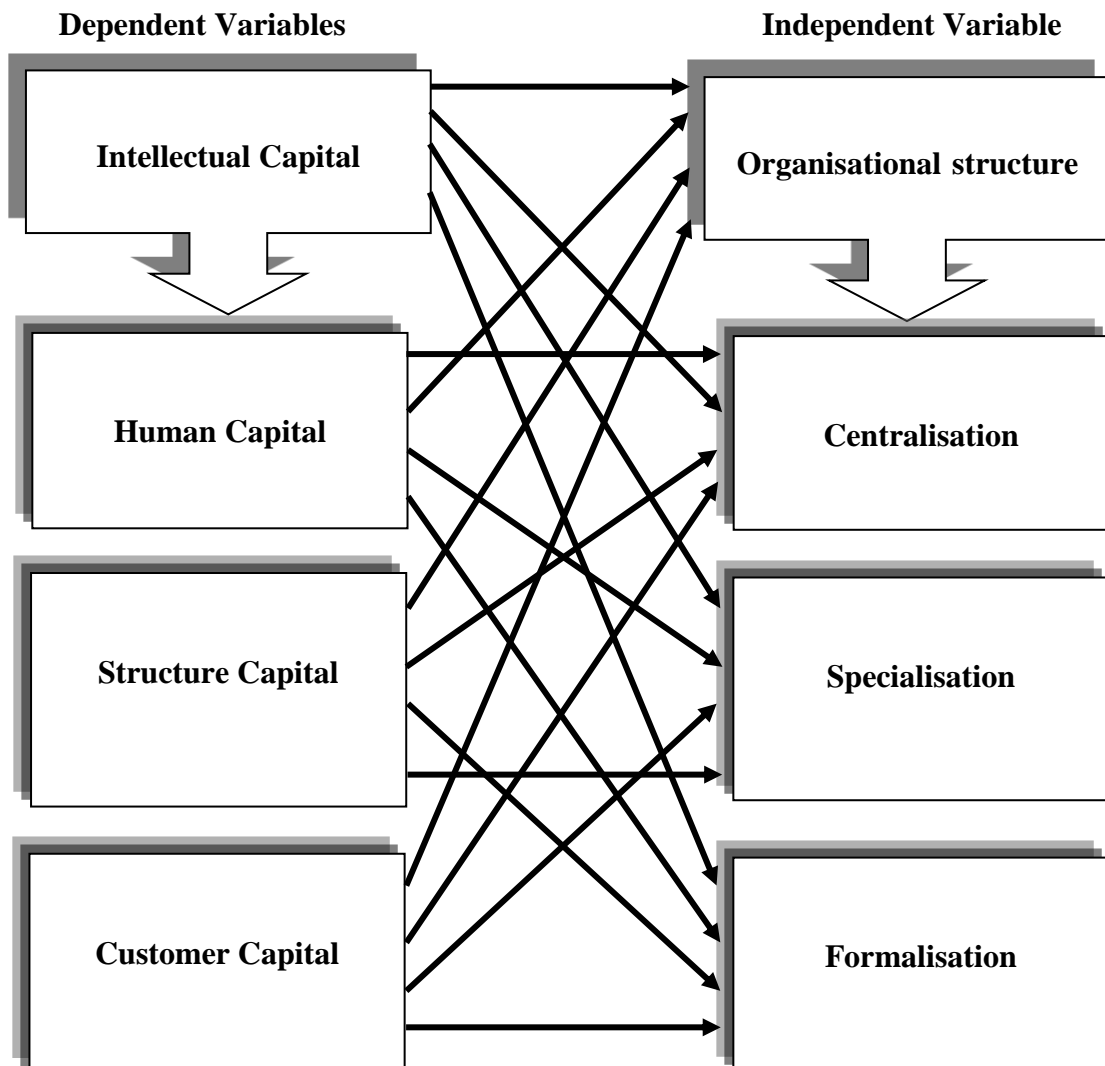 Dependent Variables
Independent Variable
Intellectual Capital
Organisational structure
Human Capital
Centralisation
Structure Capital
Specialisation
Customer Capital
Formalisation